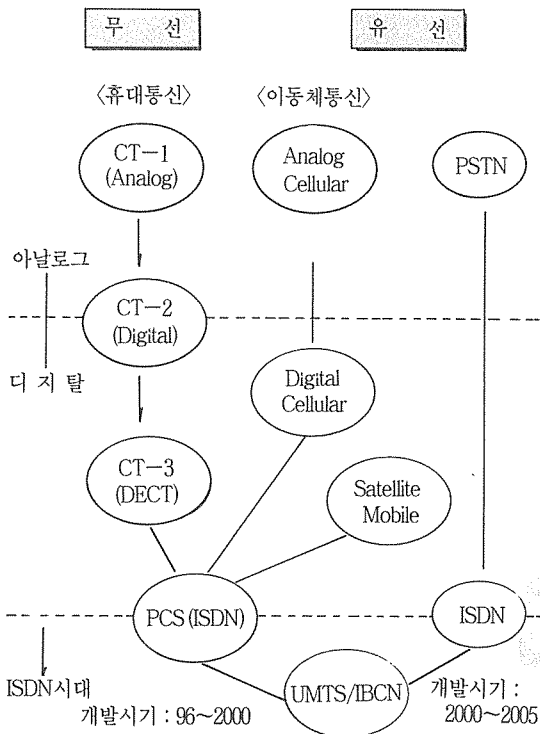 무 선
유 선
〈휴대통신〉
〈이동체통신〉
CT-1
(Analog)
Analog
Cellular
PSTN
아날로그
CT-2
(Digital)
디 지 탈
Digital
Cellular
CT-3
(DECT)
Satellite
Mobile
PCS (ISDN)
ISDN
ISDN시대
UMTS/IBCN
개발시기 : 96~2000
개발시기 :
2000~2005